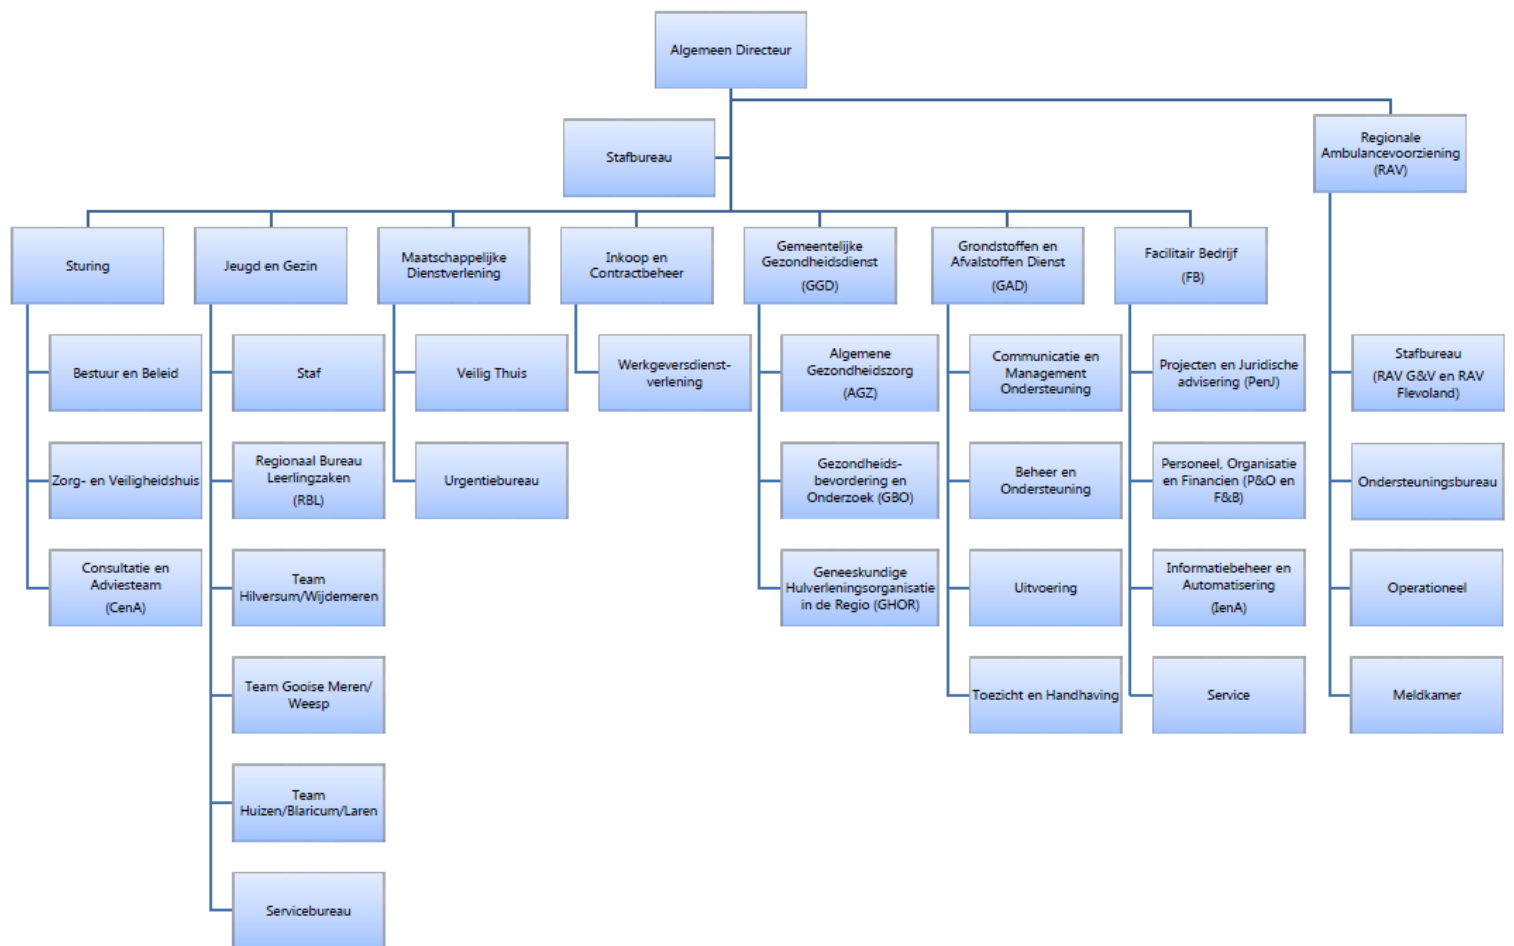 Algemeen Directeur
Stafbureau
Regionale
Ambulancevoorziening
(RAV)
Sturing
Jeugd en Gezin
Maatschappelijke
Dienstverlening
Inkoop en
Contractbeheer
Gemeentelijke
Gezondheidsdienst
(GGD)
Grondstoffen en
Afvalstoffen Dienst
(GAD)
Facilitair Bedrijf
(FB)
Bestuur en Beleid
Staf
Veilig Thuis
Werkgeversdienst-
verlening
Algemene
Gezondheidszorg
(AGZ)
Communicatie en
Management
Ondersteuning
Projecten en Juridische
advisering (PenJ)
Stafbureau
(RAV G&V en RAV
Flevoland)
Zorg- en Veiligheidshuis
Regionaal Bureau
Leerlingzaken
(RBL)
Urgentiebureau
Gezondheids-
bevordering en
Onderzoek (GBO)
Beheer en
Ondersteuning
Personeel, Organisatie
en Financien (P&O en
F&B)
Ondersteuningsbureau
Consultatie en
Adviesteam
(CenA)
Team
Hilversum/Wijdemeren
Geneeskundige
Hulverleningsorganisatie
in de Regio (GHOR)
Uitvoering
Informatiebeheer en
Automatisering
(IenA)
Operationeel
Team Gooise Meren/
Weesp
Toezicht en Handhaving
Service
Meldkamer
Team
Huizen/Blaricum/Laren
Servicebureau